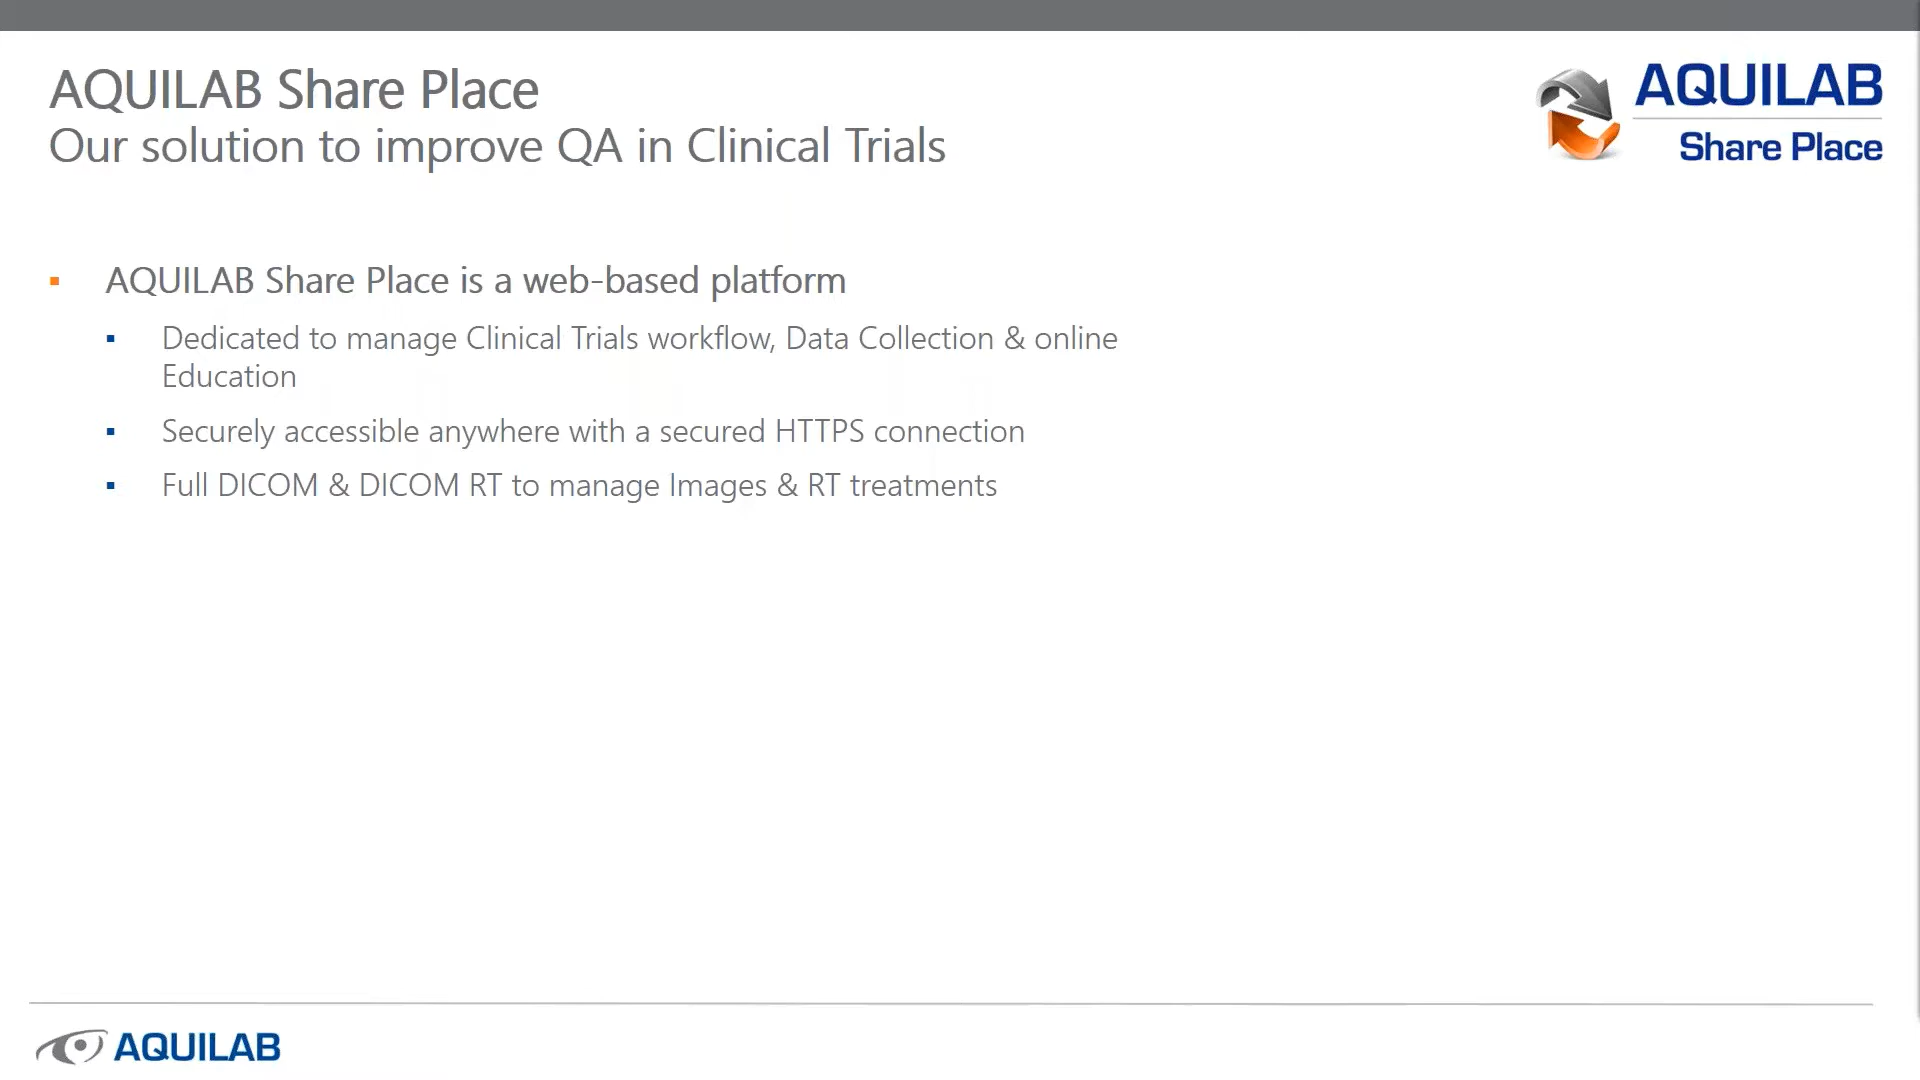 AQUILAB Share Place
Our solution to improve QA in Clinical Trials
AQUILAB
Share Place
▪ AQUILAB Share Place is a web-based platform
▪ Dedicated to manage Clinical Trials workflow, Data Collection & online
Education
▪ Securely accessible anywhere with a secured HTTPS connection
▪ Full DICOM & DICOM RT to manage Images & RT treatments
AQUILAB